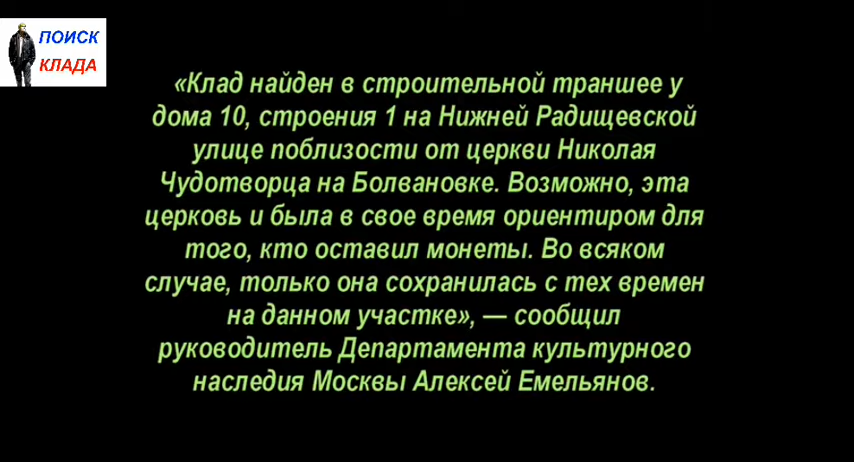 ПОИСК
КЛАДА
«Клад найден в строительной траншее у
дома 10, строения 1 на Нижней Радищевской
улице поблизости от церкви Николая
Чудотворца на Болвановке. Возможно, эта
церковь и была в свое время ориентиром для
того, кто оставил монеты. Во всяком
случае, только она сохранилась с тех времен
на данном участке», — сообщил
руководитель Департамента культурного
наследия Москвы Алексей Емельянов.